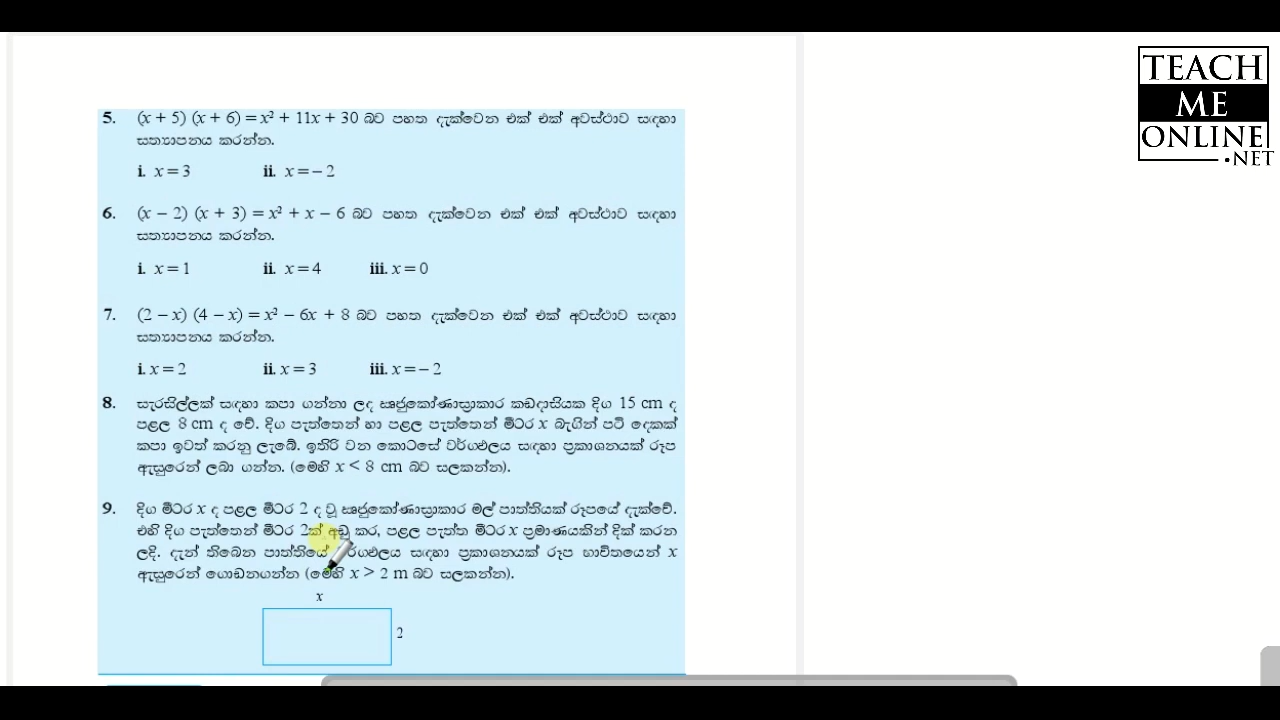 5. (x + 5) (x + 6) = x² + 11x + 30 බව පහත දැක්වෙන එක් එක් අවස්ථාව සඳහා
සත්‍යාපනය කරන්න.
i. x = 3 ii. x = − 2
6. (x − 2) (x + 3) = x² + x − 6 බව පහත දැක්වෙන එක් එක් අවස්ථාව සඳහා
සත්‍යාපනය කරන්න.
i. x = 1 ii. x = 4 iii. x = 0
7. (2 − x) (4 − x) = x² − 6x + 8 බව පහත දැක්වෙන එක් එක් අවස්ථාව සඳහා
සත්‍යාපනය කරන්න.
i. x = 2 ii. x = 3 iii. x = − 2
8. සැරසිල්ලක් සඳහා කපා ගන්නා ලද ඍජුකෝණාස්‍රාකාර කඩදාසියක දිග 15 cm ද
පළල 8 cm ද වේ. දිග පැත්තෙන් හා පළල පැත්තෙන් මීටර x බැගින් පටි දෙකක්
කපා ඉවත් කරනු ලැබේ. ඉතිරි වන කොටසේ වර්ගඵලය සඳහා ප්‍රකාශනයක් රූප
ඇසුරෙන් ලබා ගන්න. (මෙහි x < 8 cm බව සලකන්න).
9. දිග මීටර x ද පළල මීටර 2 ද වූ ඍජුකෝණාස්‍රාකාර මල් පාත්තියක් රූපයේ දැක්වේ.
එහි දිග පැත්තෙන් මීටර 2ක් අඩු කර, පළල පැත්ත මීටර x ප්‍රමාණයකින් දික් කරන
ලදි. දැන් තිබෙන පාත්තියේ වර්ගඵලය සඳහා ප්‍රකාශනයක් රූප භාවිතයෙන් x
ඇසුරෙන් ගොඩනගන්න (මෙහි x > 2 m බව සලකන්න).
x
2
TEACH
ME
ONLINE
.NET